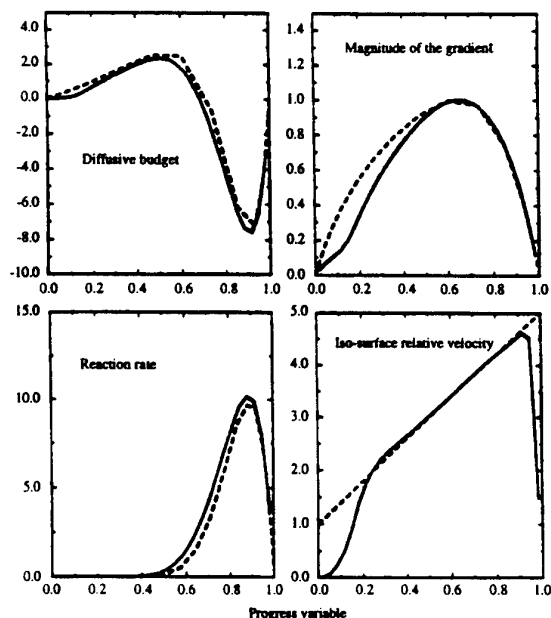 4.0
2.0
0.0
-2.0
-4.0
-6.0
-8.0
-10.0
Diffusive budget
0.0 0.2 0.4 0.6 0.8 1.0
1.4
1.2
1.0
0.8
0.6
0.4
0.2
0.0
Magnitude of the gradient
0.0 0.2 0.4 0.6 0.8 1.0
15.0
10.0
5.0
0.0
Reaction rate
0.0 0.2 0.4 0.6 0.8 1.0
5.0
4.0
3.0
2.0
1.0
0.0
Iso-surface relative velocity
0.0 0.2 0.4 0.6 0.8 1.0
Progress variable